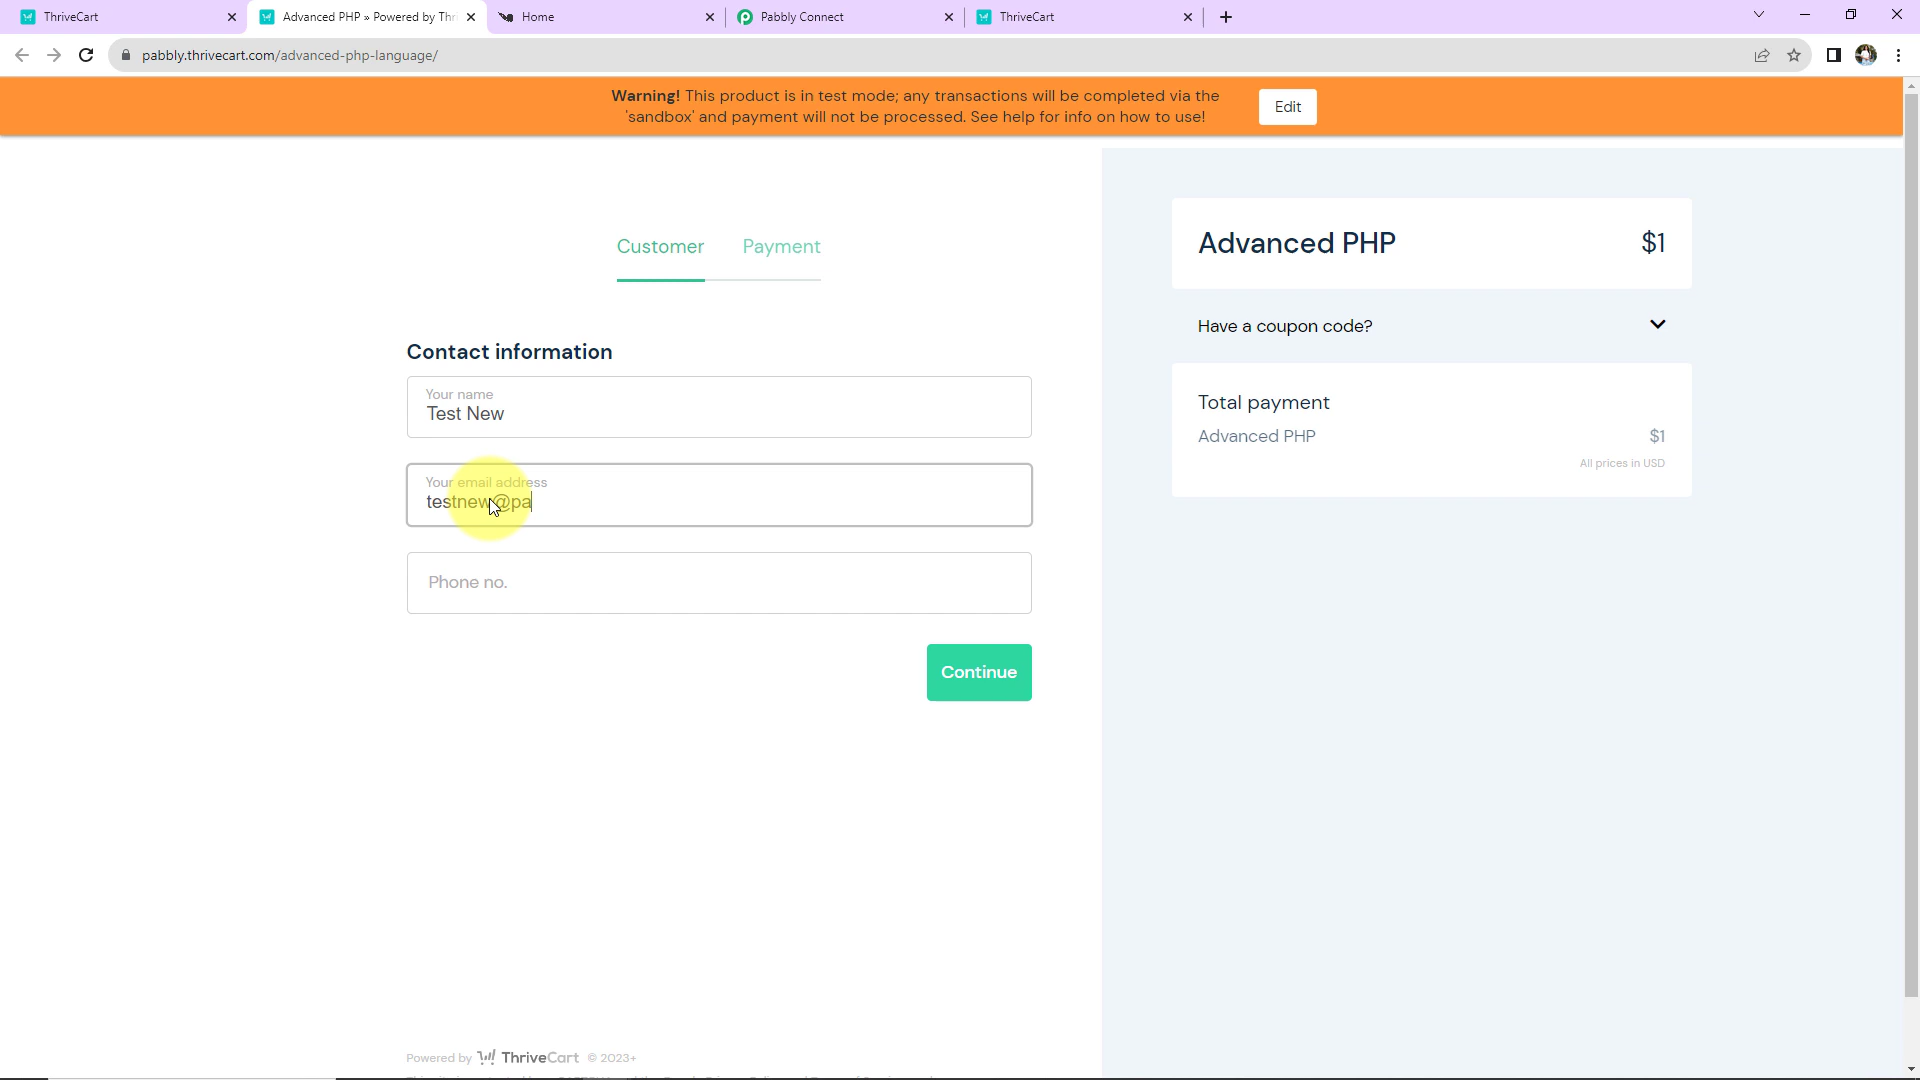 ThriveCart
Advanced PHP » Powered by Thr
Home
Pabbly Connect
ThriveCart
pabbly.thrivecart.com/advanced-php-language/
Warning! This product is in test mode; any transactions will be completed via the
'sandbox' and payment will not be processed. See help for info on how to use!
Edit
Customer
Payment
Contact information
Your name
Test New
Your email address
testnew@pa
Phone no.
Continue
Advanced PHP
$1
Have a coupon code?
Total payment
Advanced PHP
$1
All prices in USD
Powered by ThriveCart © 2023+